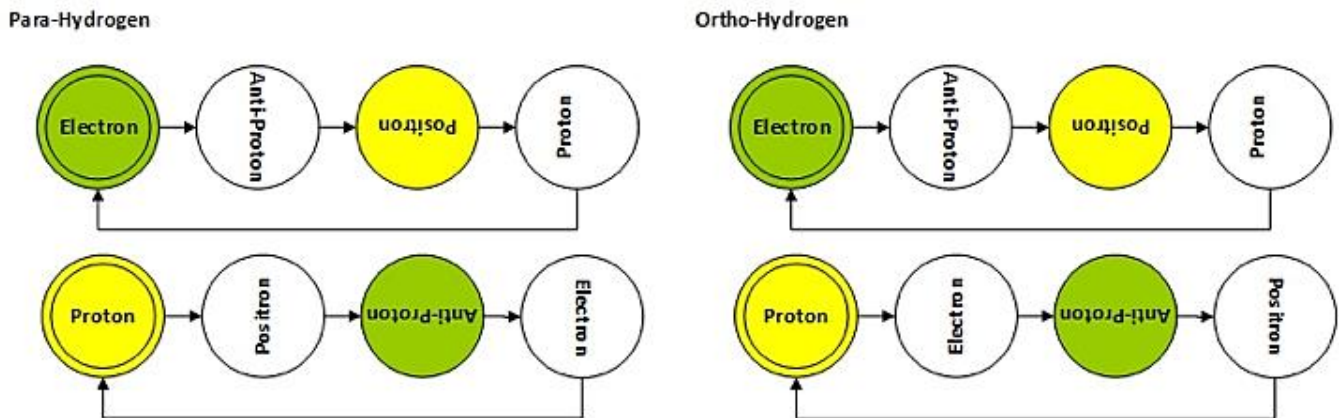 Para-Hydrogen
Ortho-Hydrogen
Electron
Anti-Proton
Positron
Proton
Electron
Anti-Proton
Positron
Proton
Proton
Positron
Anti-Proton
Electron
Proton
Electron
Anti-Proton
Positron